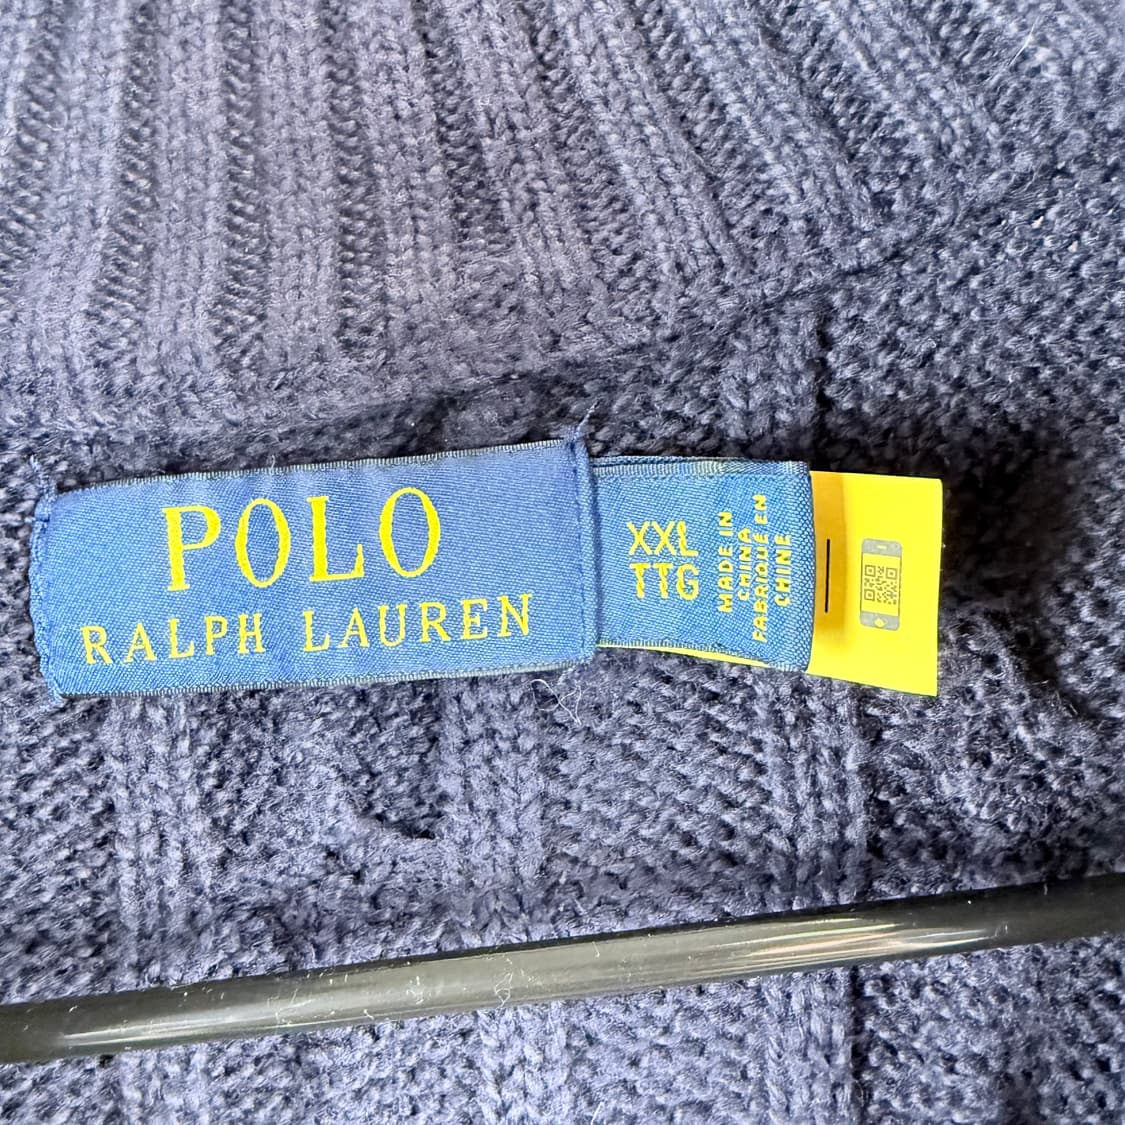 POLO
RALPH LAUREN
XXL
TTG
MADE IN
CHINA
FABRIQUÉ EN
CHINE